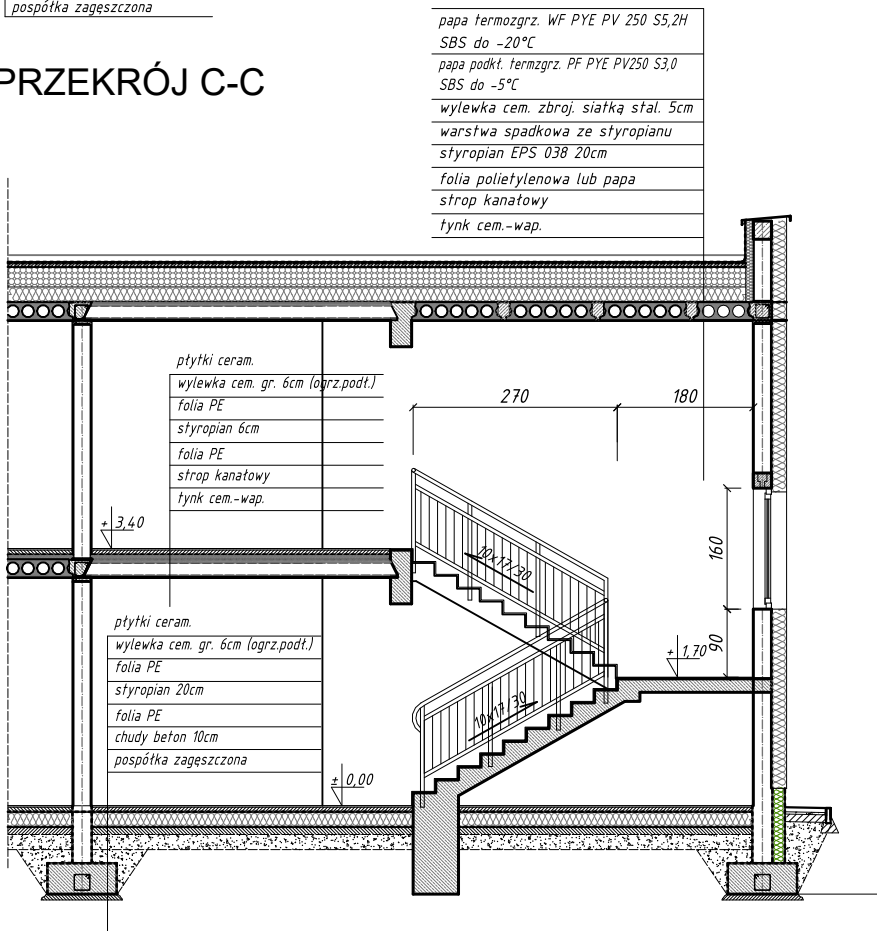 pospółka zagęszczona
PRZEKRÓJ C-C
papa termozgrz. WF PYE PV 250 S5,2H
SBS do -20°C
papa podkł. termzgrz. PF PYE PV250 S3,0
SBS do -5°C
wylewka cem. zbroj. siatką stal. 5cm
warstwa spadkowa ze styropianu
styropian EPS 038 20cm
folia polietylenowa lub papa
strop kanałowy
tynk cem.-wap.
płytki ceram.
wylewka cem. gr. 6cm (ogrz.podł.)
folia PE
styropian 6cm
folia PE
strop kanałowy
tynk cem.-wap.
270
180
+ 3,40
10x17/30
160
płytki ceram.
wylewka cem. gr. 6cm (ogrz.podł.)
folia PE
styropian 20cm
folia PE
chudy beton 10cm
pospółka zagęszczona
+ 1,70
90
10x17/30
± 0,00